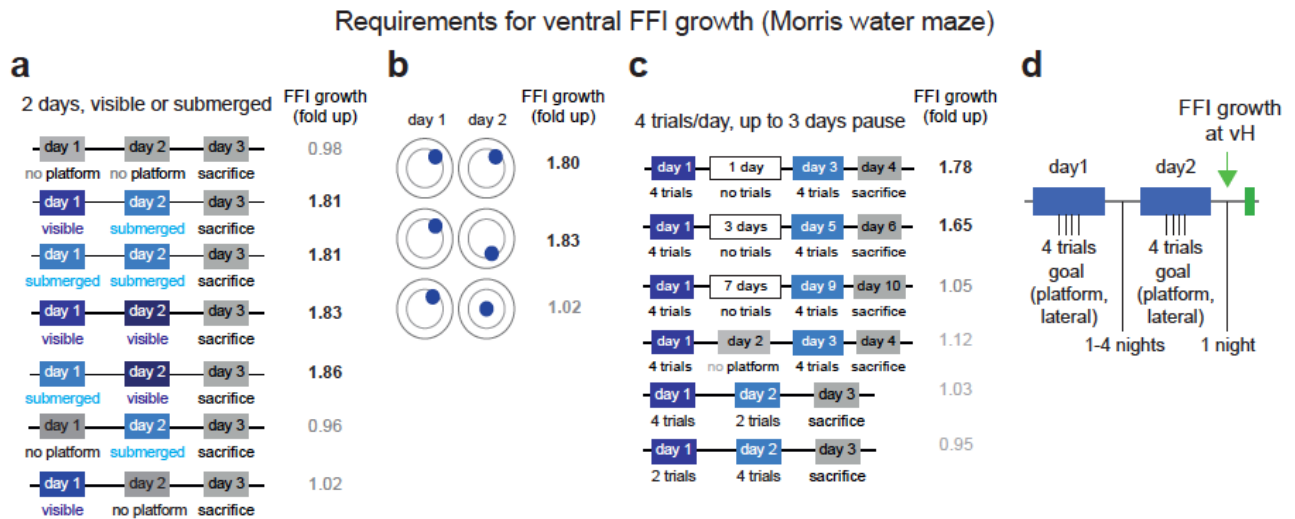 Requirements for ventral FFI growth (Morris water maze)
a
2 days, visible or submerged
FFI growth
(fold up)
day 1 day 2 day 3 0.98
no platform no platform sacrifice
day 1 day 2 day 3 1.81
visible submerged sacrifice
day 1 day 2 day 3 1.81
submerged submerged sacrifice
day 1 day 2 day 3 1.83
visible visible sacrifice
day 1 day 2 day 3 1.86
submerged visible sacrifice
day 1 day 2 day 3 0.96
no platform submerged sacrifice
day 1 day 2 day 3 1.02
visible no platform sacrifice
b
FFI growth
(fold up)
day 1 day 2
1.80
1.83
1.02
c
4 trials/day, up to 3 days pause
FFI growth
(fold up)
day 1 1 day day 3 day 4 1.78
4 trials no trials 4 trials sacrifice
day 1 3 days day 5 day 6 1.65
4 trials no trials 4 trials sacrifice
day 1 7 days day 9 day 10 1.05
4 trials no trials 4 trials sacrifice
day 1 day 2 day 3 day 4 1.12
4 trials no platform 4 trials sacrifice
day 1 day 2 day 3 1.03
4 trials 2 trials sacrifice
day 1 day 2 day 3 0.95
2 trials 4 trials sacrifice
d
FFI growth
at vH
day1 day2
4 trials 4 trials
goal goal
(platform, (platform,
lateral) lateral)
1-4 nights 1 night